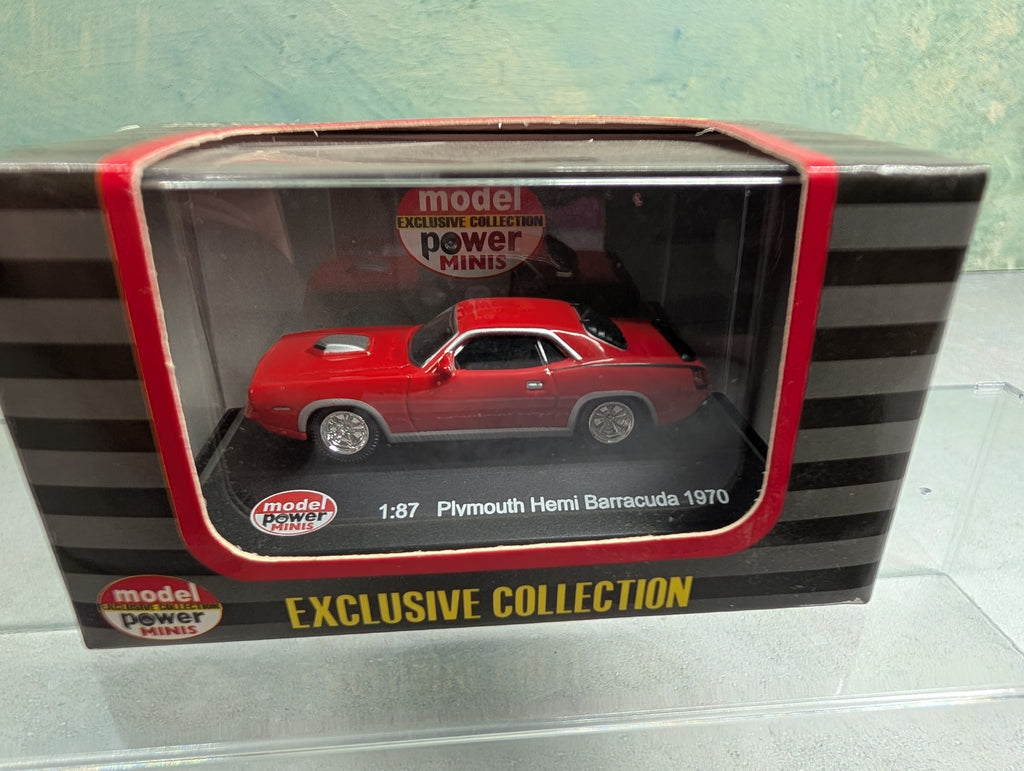 model
EXCLUSIVE COLLECTION
power
MINIS
model
power
MINIS
1:87 Plymouth Hemi Barracuda 1970
model
EXCLUSIVE COLLECTION
power
MINIS
EXCLUSIVE COLLECTION